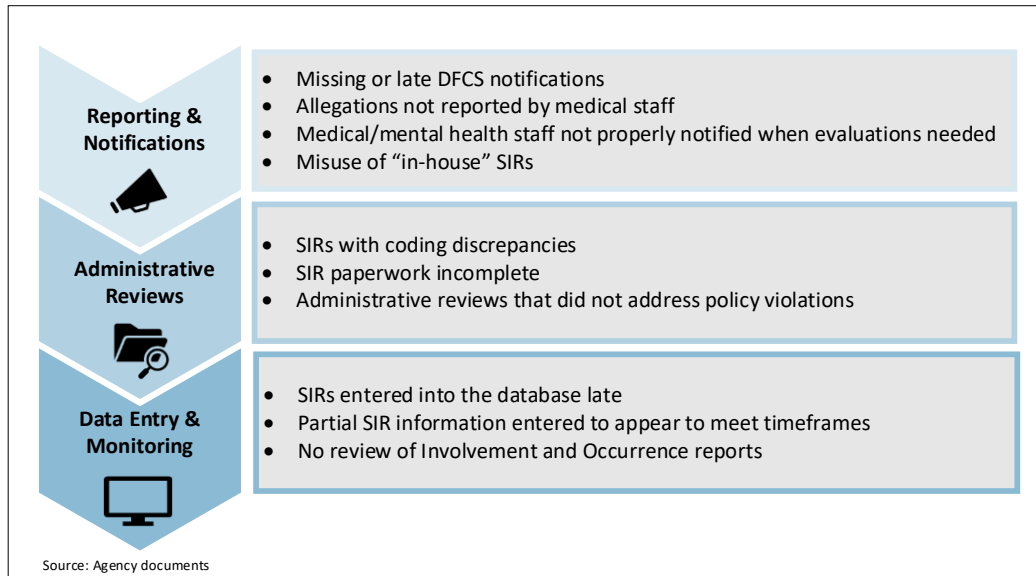 Reporting &
Notifications
• Missing or late DFCS notifications
• Allegations not reported by medical staff
• Medical/mental health staff not properly notified when evaluations needed
• Misuse of “in-house” SIRs
Administrative
Reviews
• SIRs with coding discrepancies
• SIR paperwork incomplete
• Administrative reviews that did not address policy violations
Data Entry &
Monitoring
• SIRs entered into the database late
• Partial SIR information entered to appear to meet timeframes
• No review of Involvement and Occurrence reports
Source: Agency documents